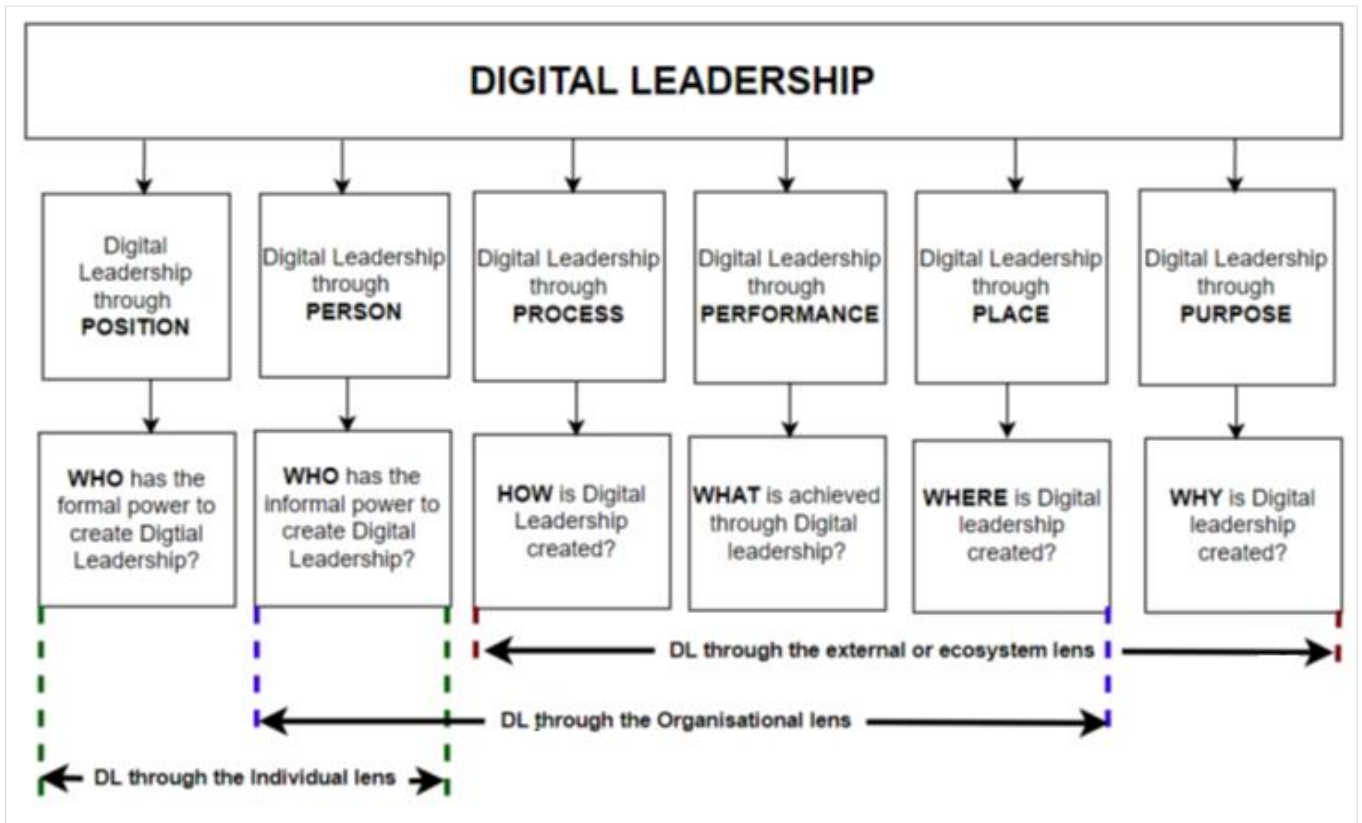 DIGITAL LEADERSHIP
Digital
Leadership
through
POSITION
Digital Leadership
through
PERSON
Digital Leadership
through
PROCESS
Digital Leadership
through
PERFORMANCE
Digital Leadership
through
PLACE
Digital Leadership
through
PURPOSE
WHO has the
formal power to
create Digtial
Leadership?
WHO has the
informal power to
create Digital
Leadership?
HOW is Digital
Leadership
created?
WHAT is achieved
through Digital
leadership?
WHERE is Digital
leadership
created?
WHY is Digital
leadership
created?
DL through the external or ecosystem lens
DL through the Organisational lens
DL through the Individual lens